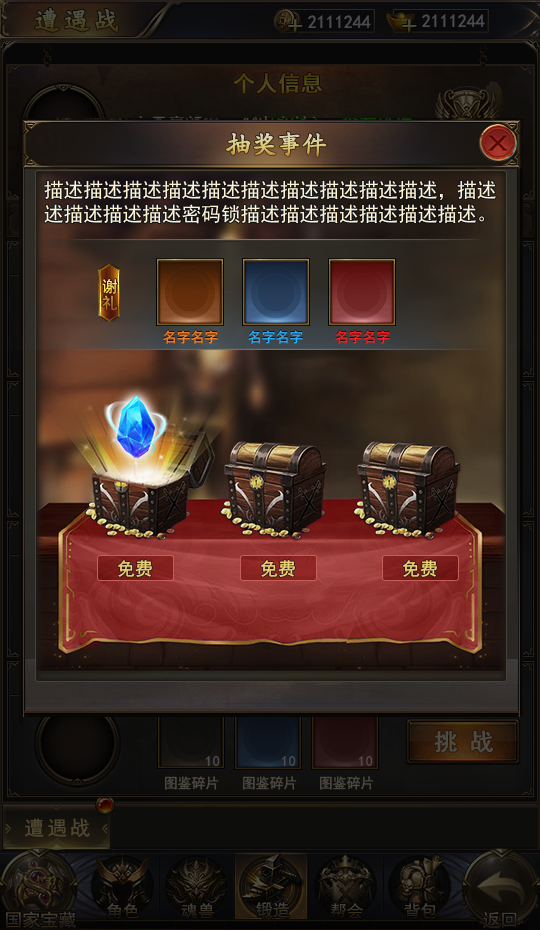 遭遇战
2111244
2111244
个人信息
抽奖事件
描述描述描述描述描述描述描述描述描述描述，描述
述描述描述描述密码锁描述描述描述描述描述描述。
谢礼
名字名字
名字名字
名字名字
免费
免费
免费
10
10
10
图鉴碎片
图鉴碎片
图鉴碎片
挑战
遭遇战
国家宝藏
角色
魂兽
锻造
帮会
背包
返回